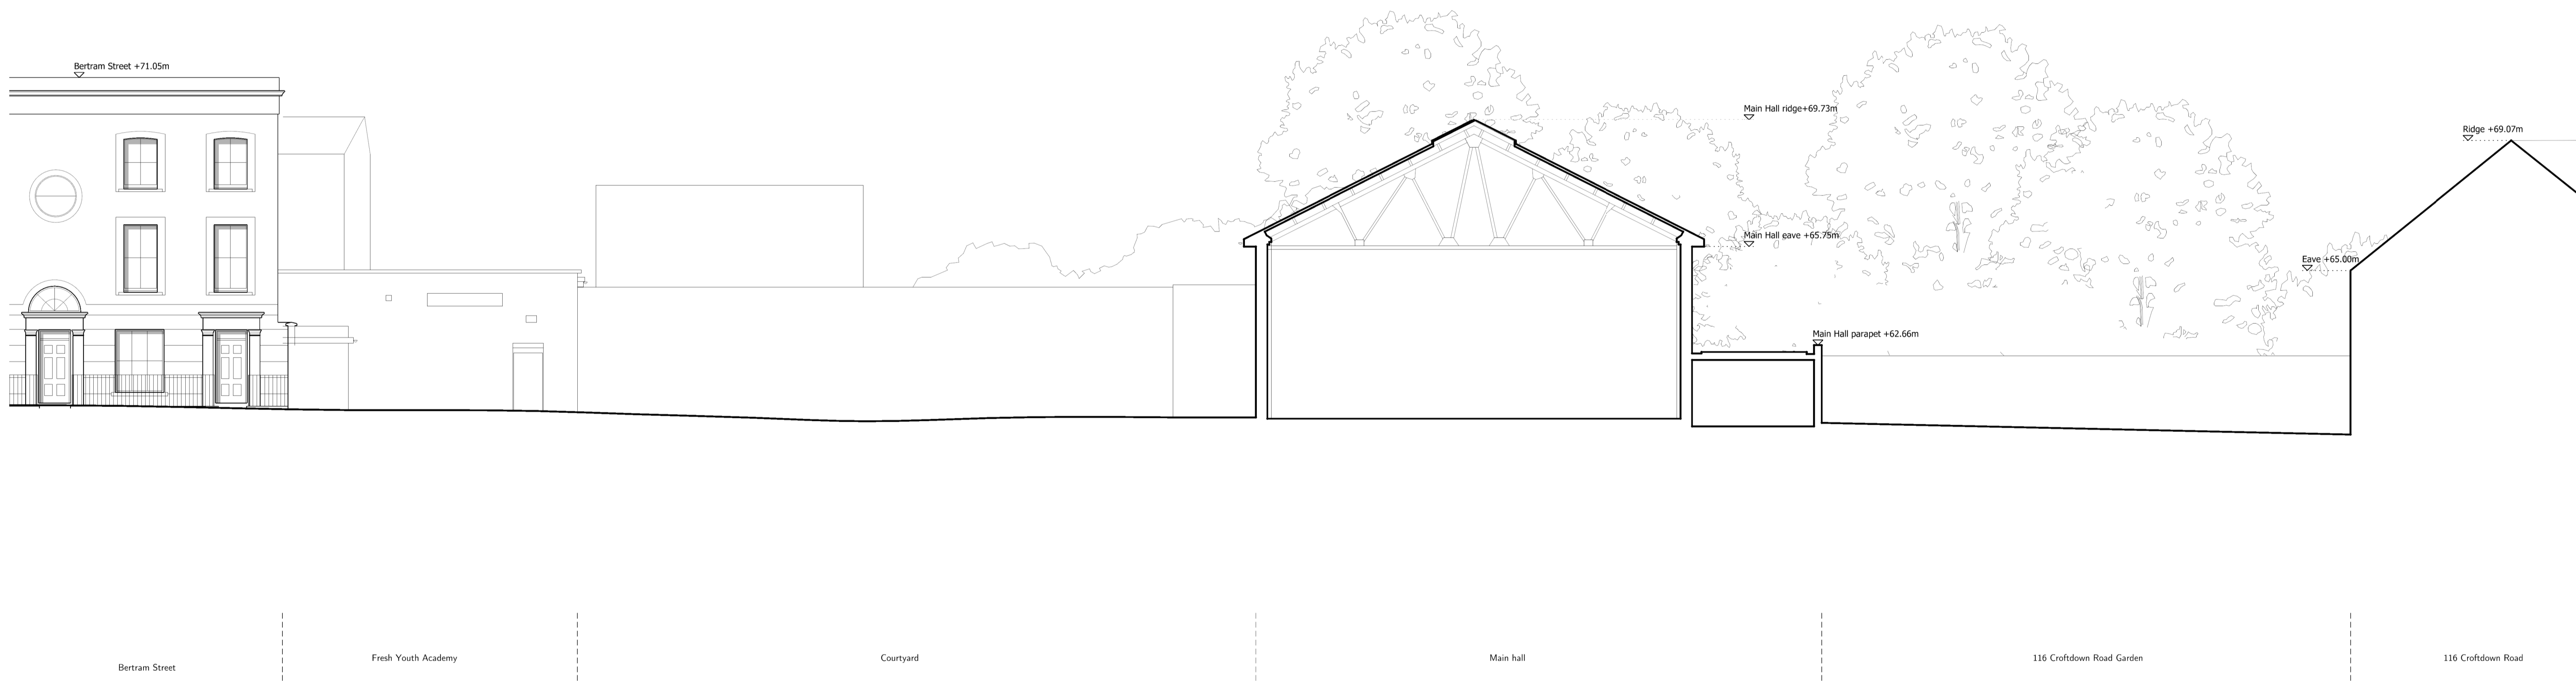 Bertram Street +71.05m
Main Hall ridge+69.73m
Ridge +69.07m
Main Hall eave +65.75m
Eave +65.00m
Main Hall parapet +62.66m
Bertram Street
Fresh Youth Academy
Courtyard
Main hall
116 Croftdown Road Garden
116 Croftdown Road